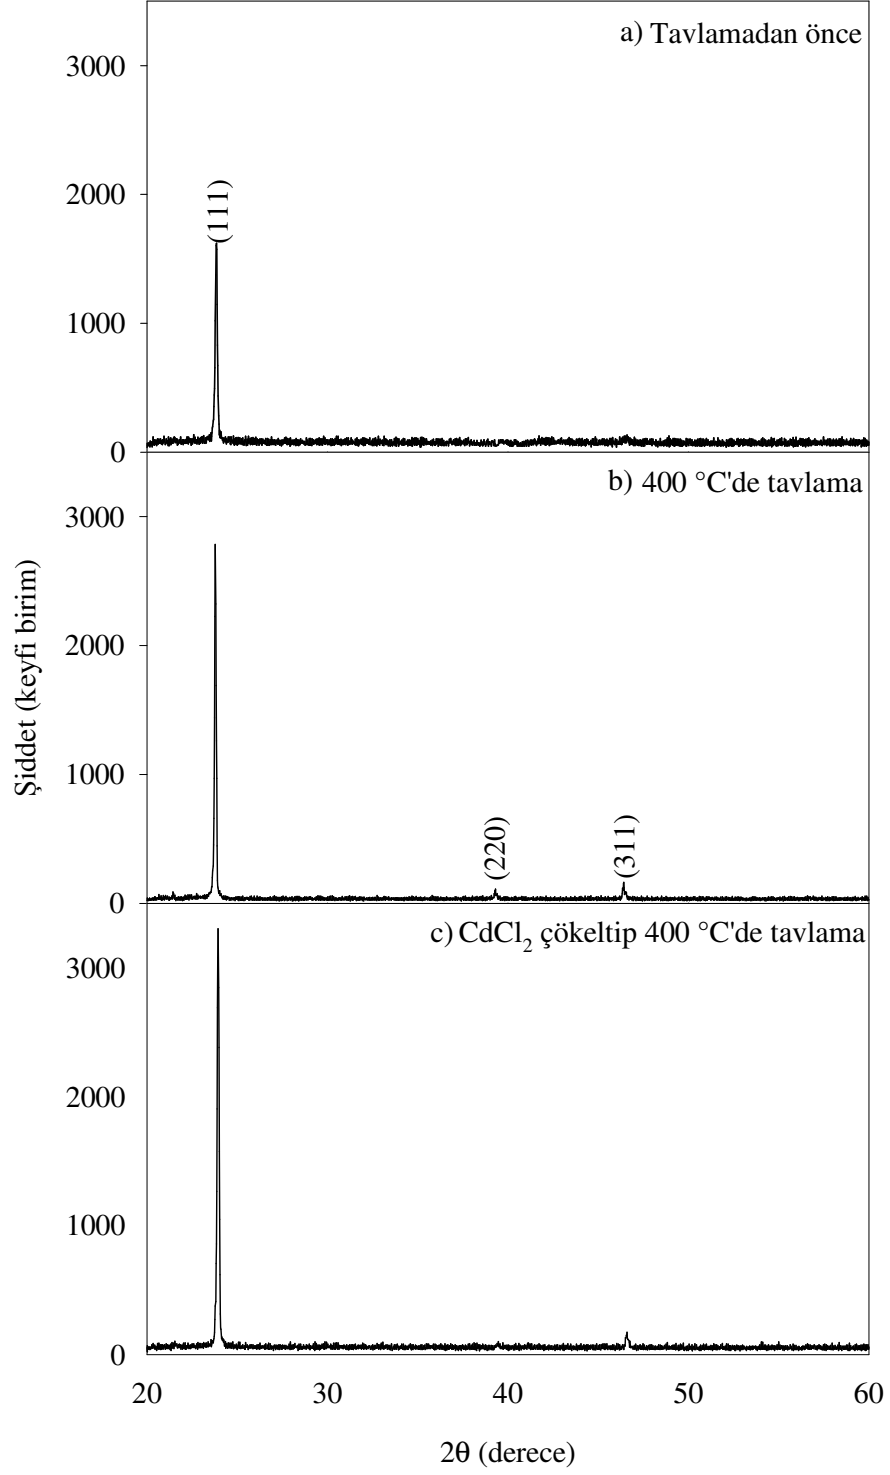 a) Tavlamadan önce
3000
2000
1000
0
(111)
b) 400 °C'de tavlama
3000
2000
1000
0
(220)
(311)
Şiddet (keyfi birim)
c) CdCl₂ çökeltip 400 °C'de tavlama
3000
2000
1000
0
20 30 40 50 60
2θ (derece)